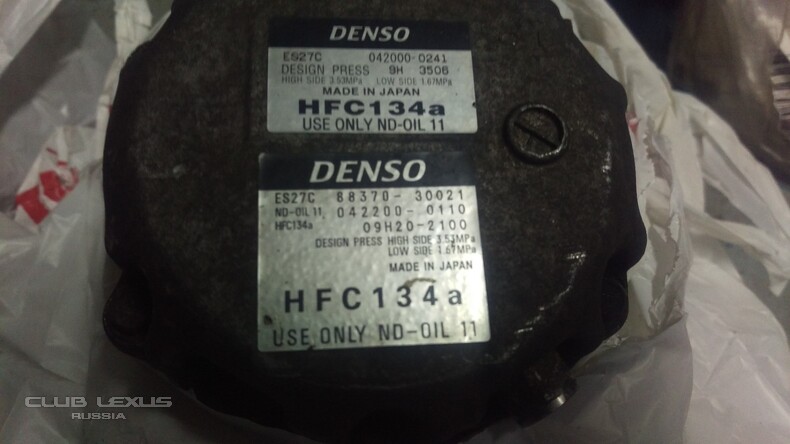 DENSO
ES27C 042000-0241
DESIGN PRESS 9H 3506
HIGH SIDE 3.53MPa LOW SIDE 1.67MPa
MADE IN JAPAN
HFC134a
USE ONLY ND-OIL 11
DENSO
ES27C 88370-30021
ND-OIL 11, 042200-0110
HFC134a 09H20-2100
DESIGN PRESS HIGH SIDE 3.53MPa
LOW SIDE 1.67MPa
MADE IN JAPAN
HFC134a
USE ONLY ND-OIL 11
CLUB LEXUS
RUSSIA